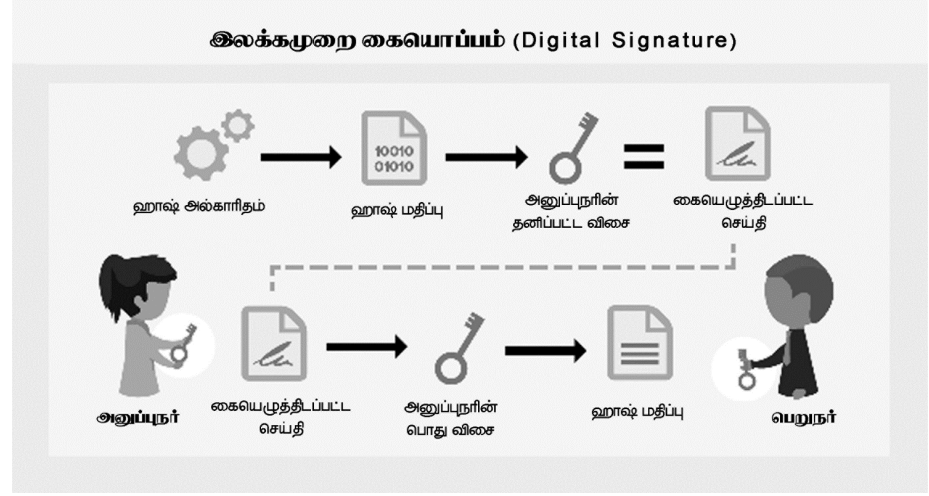 இலக்கமுறை கையொப்பம் (Digital Signature)
10010
01010
ஹாஷ் அல்காரிதம்
ஹாஷ் மதிப்பு
அனுப்புநரின்
தனிப்பட்ட விசை
கையெழுத்திடப்பட்ட
செய்தி
அனுப்புநர்
கையெழுத்திடப்பட்ட
செய்தி
அனுப்புநரின்
பொது விசை
ஹாஷ் மதிப்பு
பெறுநர்